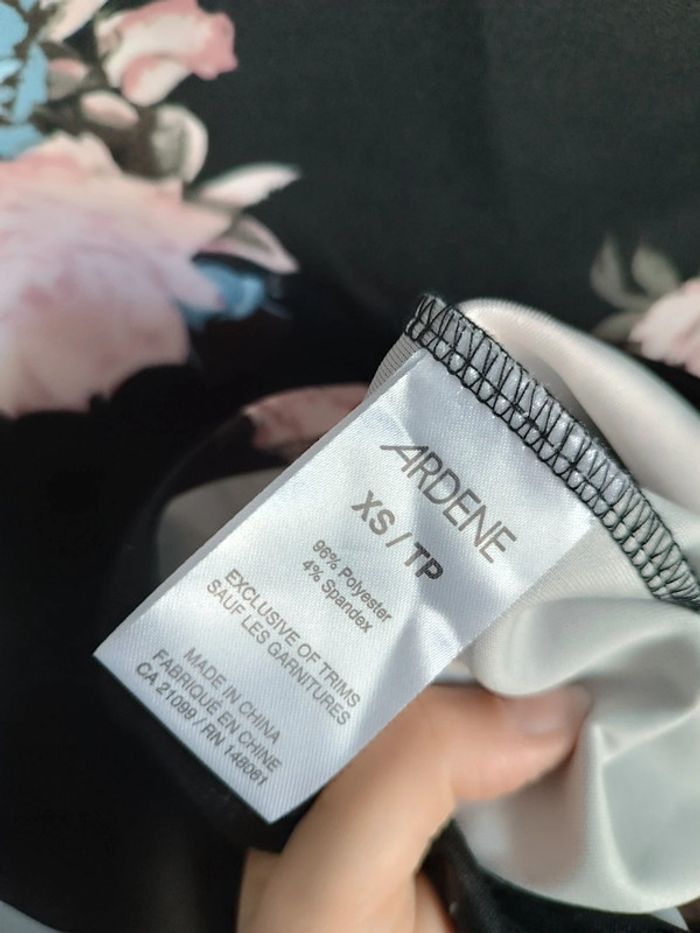 ARDENE
XS / TP
96% Polyester
4% Spandex
EXCLUSIVE OF TRIMS
SAUF LES GARNITURES
MADE IN CHINA
FABRIQUÉ EN CHINE
CA 21099 / RN 148061